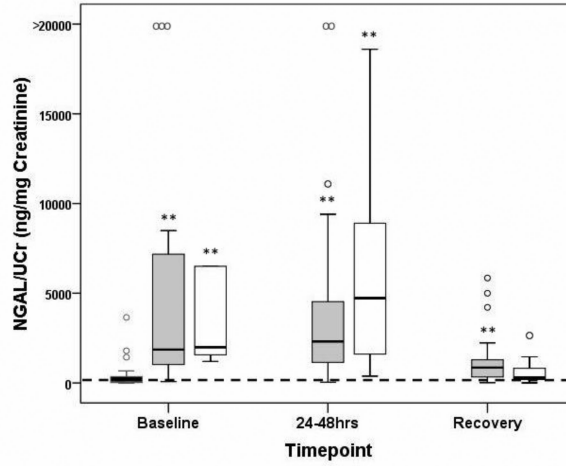 NGAL/UCr (ng/mg Creatinine)
>20000
15000
10000
5000
0
**
**
**
**
**
Baseline
24-48hrs
Recovery
Timepoint